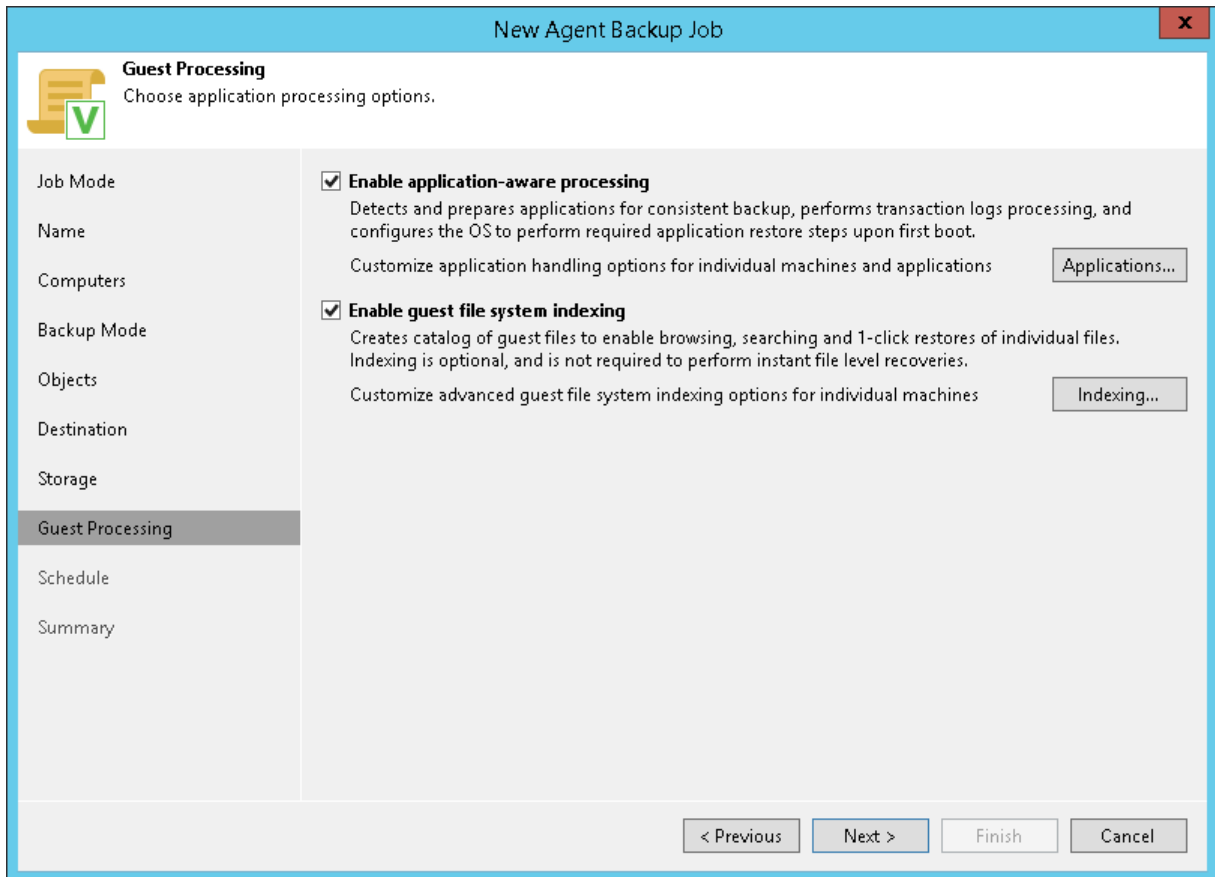 New Agent Backup Job
x
Guest Processing
Choose application processing options.
V
Job Mode
Name
Computers
Backup Mode
Objects
Destination
Storage
Guest Processing
Schedule
Summary
Enable application-aware processing
Detects and prepares applications for consistent backup, performs transaction logs processing, and
configures the OS to perform required application restore steps upon first boot.
Customize application handling options for individual machines and applications
Applications...
Enable guest file system indexing
Creates catalog of guest files to enable browsing, searching and 1-click restores of individual files.
Indexing is optional, and is not required to perform instant file level recoveries.
Customize advanced guest file system indexing options for individual machines
Indexing...
< Previous
Next >
Finish
Cancel